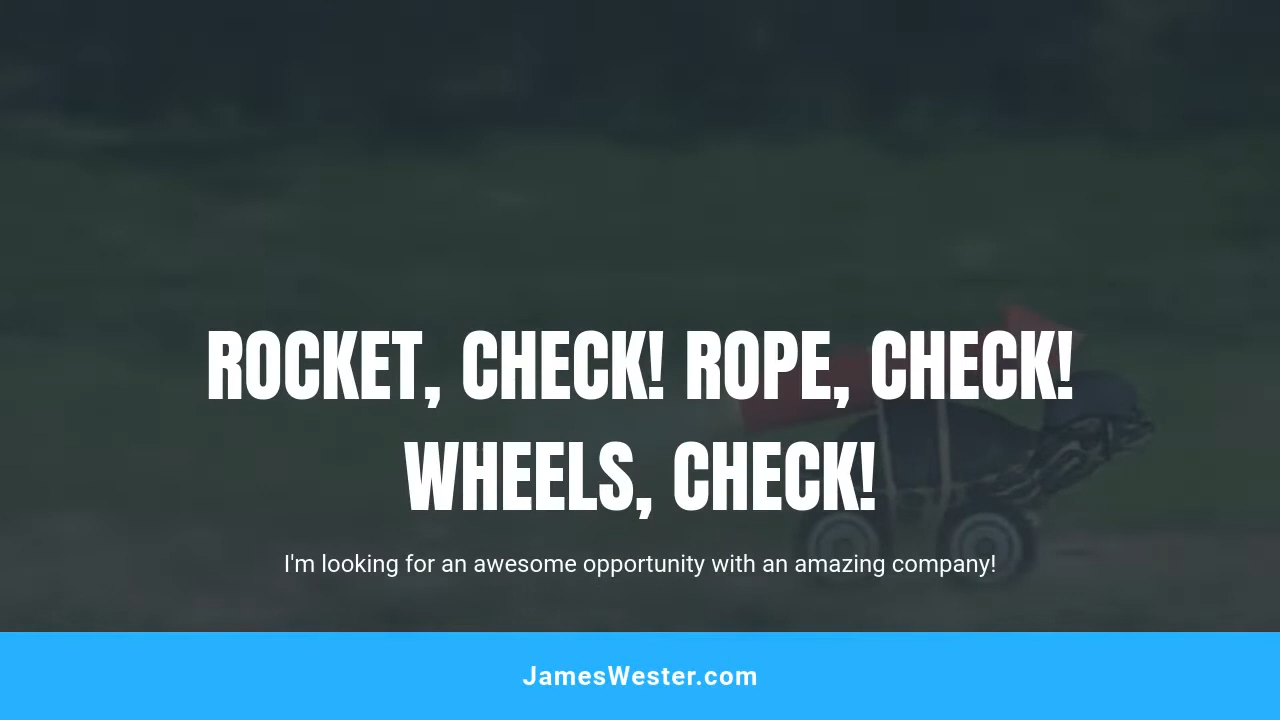 ROCKET, CHECK! ROPE, CHECK!
WHEELS, CHECK!
I'm looking for an awesome opportunity with an amazing company!
JamesWester.com